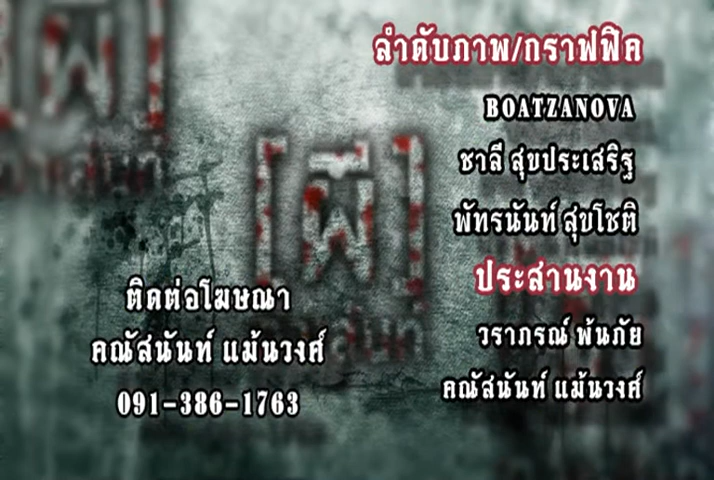 ลำดับภาพ/กราฟฟิค
BOATZANOVA
ชาลี สุขประเสริฐ
พัทรนันท์ สุขโชติ
ประสานงาน
วราภรณ์ พ้นภัย
คณัสนันท์ แม้นวงศ์
ติดต่อโฆษณา
คณัสนันท์ แม้นวงศ์
091-386-1763
[ผี]